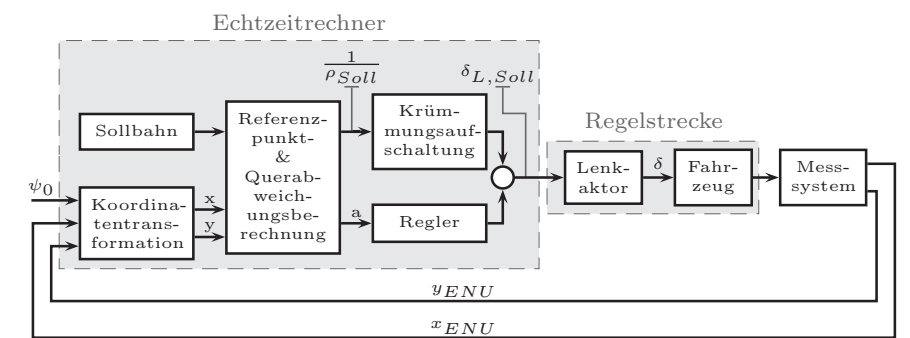 Echtzeitrechner
1
ρSoll
δL,Soll
Sollbahn
Referenz-
punkt-
&
Querab-
weich-
ungsbe-
rechnung
Krüm-
mungsauf-
schaltung
Regelstrecke
Lenk-
aktor
δ
Fahr-
zeug
Mess-
system
ψ0
Koordina-
tentrans-
formation
x
y
a
Regler
yENU
xENU